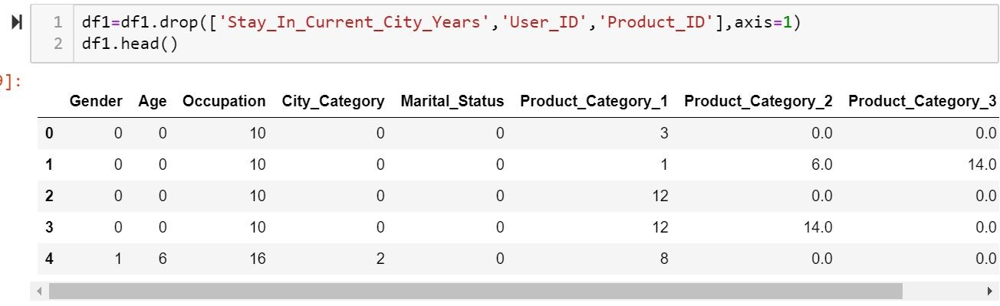 1 df1=df1.drop(['Stay_In_Current_City_Years','User_ID','Product_ID'],axis=1)
2 df1.head()
9]:
Gender Age Occupation City_Category Marital_Status Product_Category_1 Product_Category_2 Product_Category_3
0 0 0 10 0 0 3 0.0 0.0
1 0 0 10 0 0 1 6.0 14.0
2 0 0 10 0 0 12 0.0 0.0
3 0 0 10 0 0 12 14.0 0.0
4 1 6 16 2 0 8 0.0 0.0